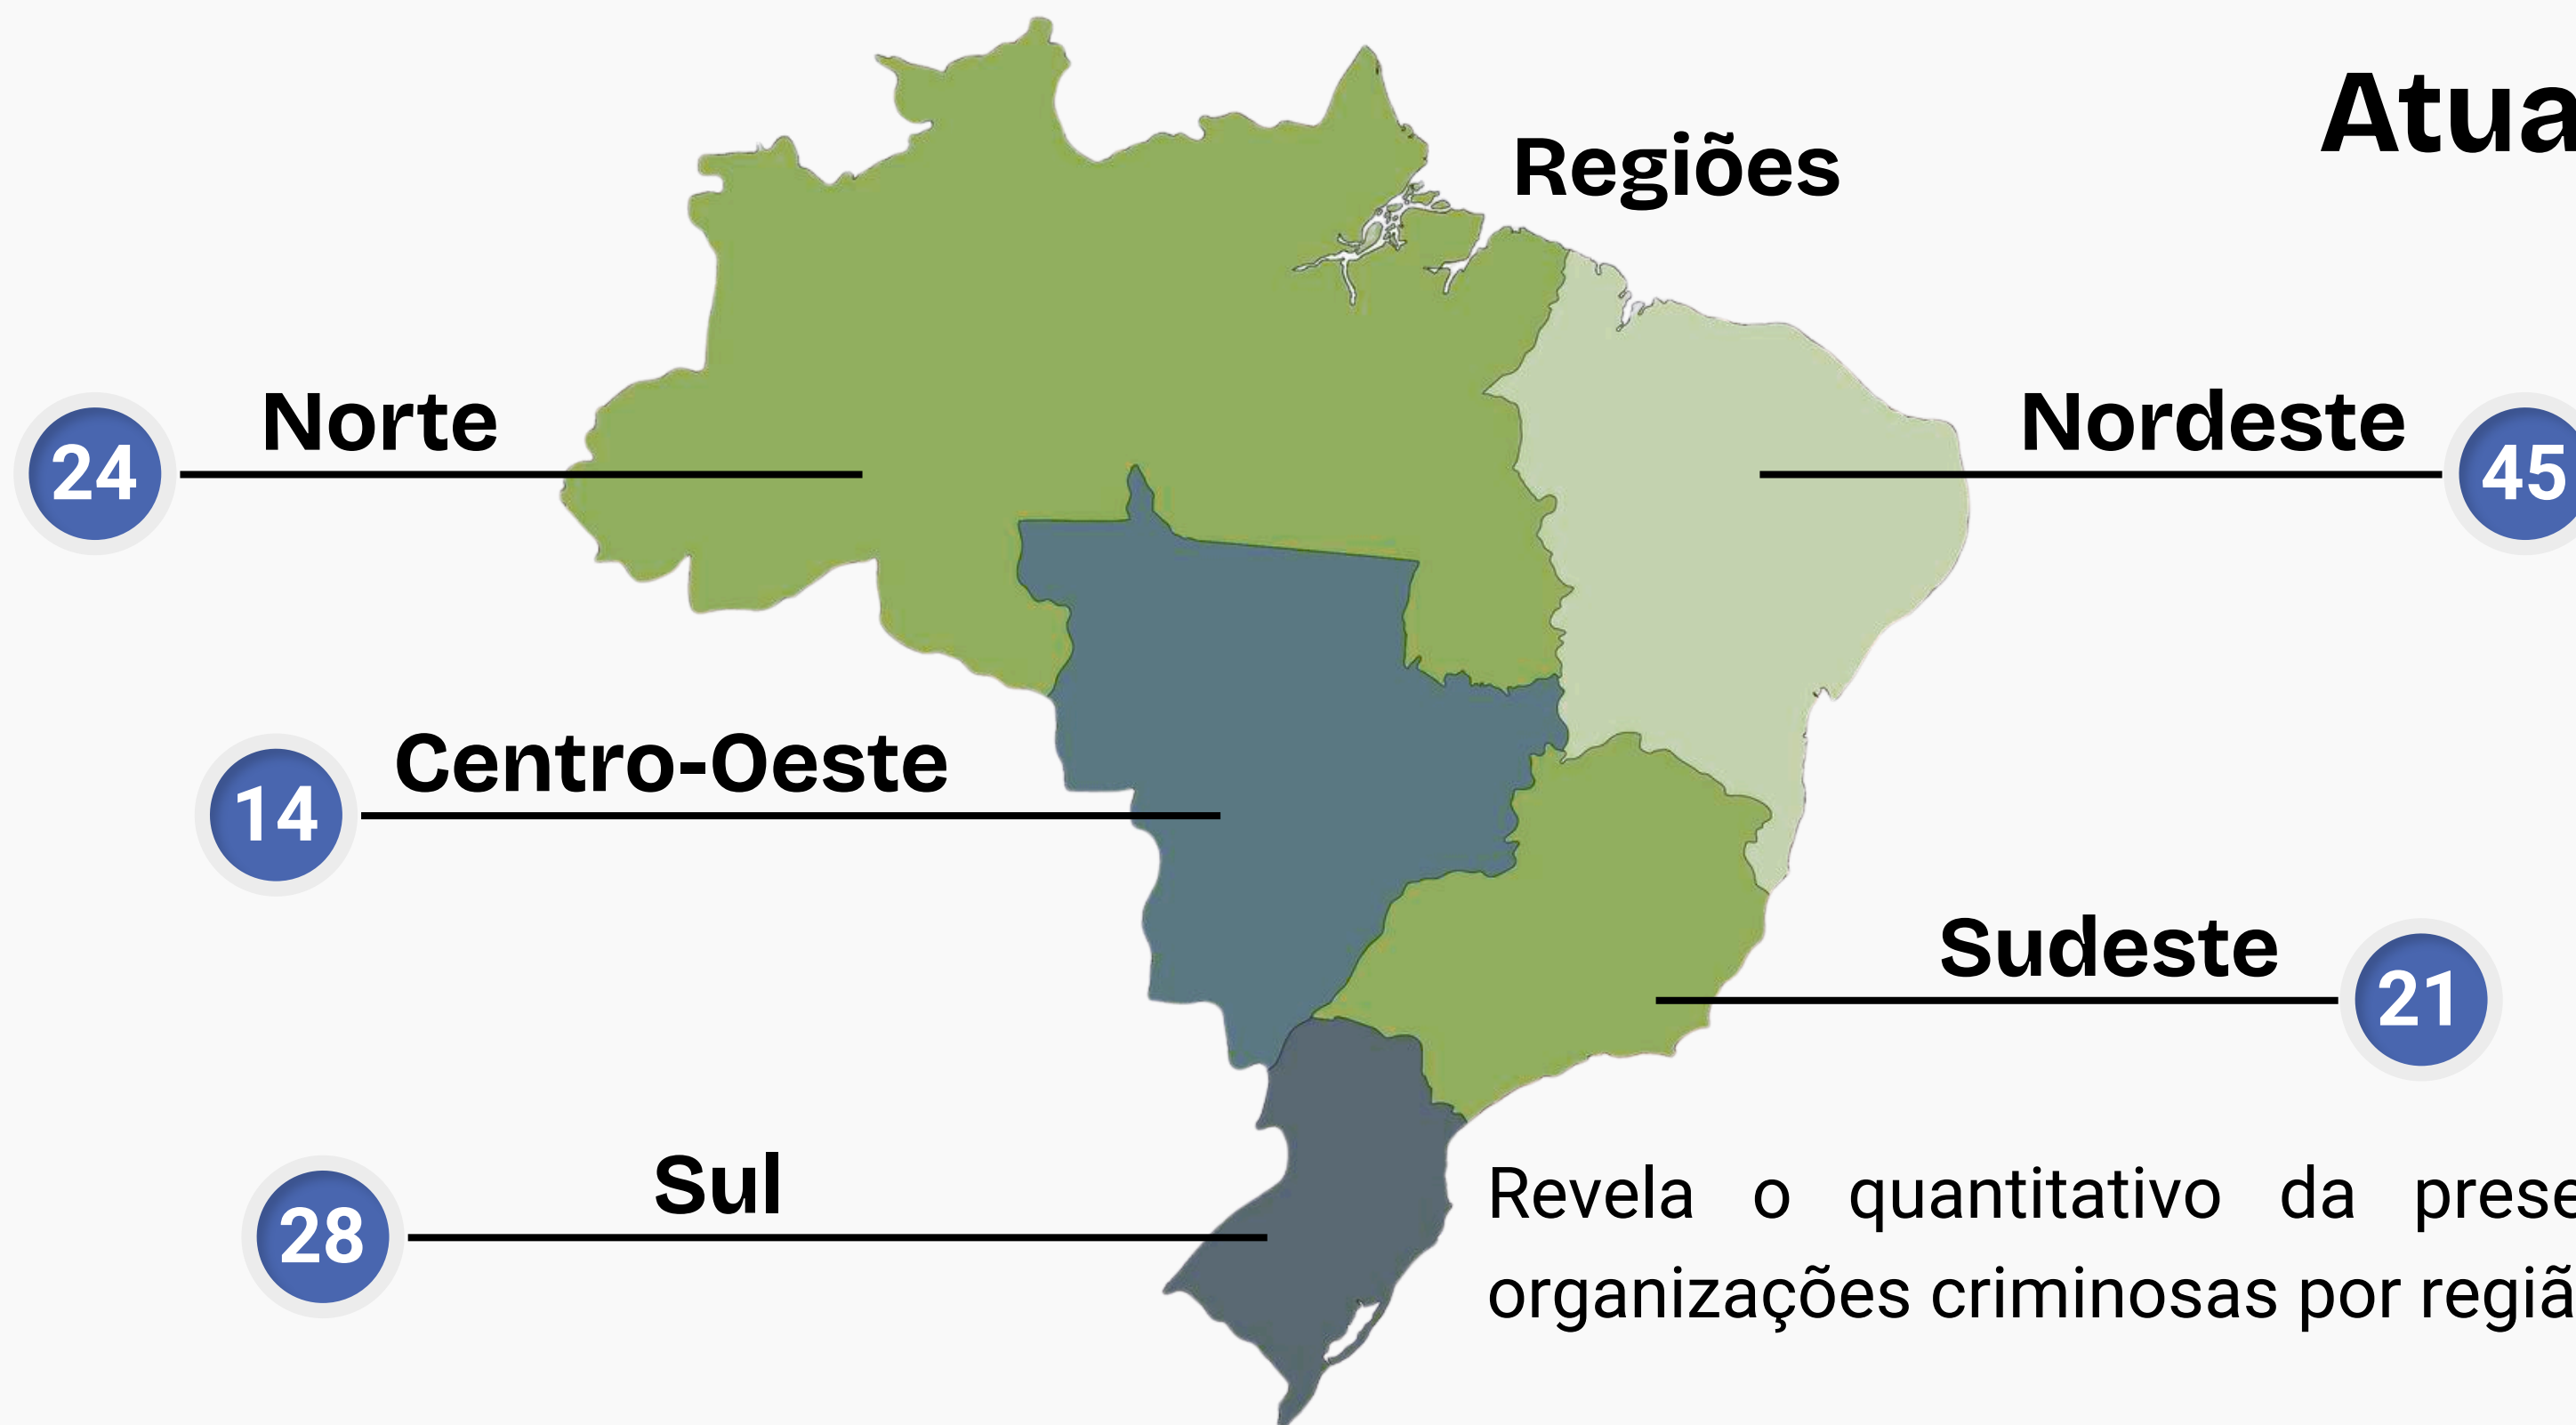 Atua
Regiões
Norte
24
Nordeste
45
Centro-Oeste
14
Sudeste
21
Sul
28
Revela o quantitativo da prese
organizações criminosas por regiã